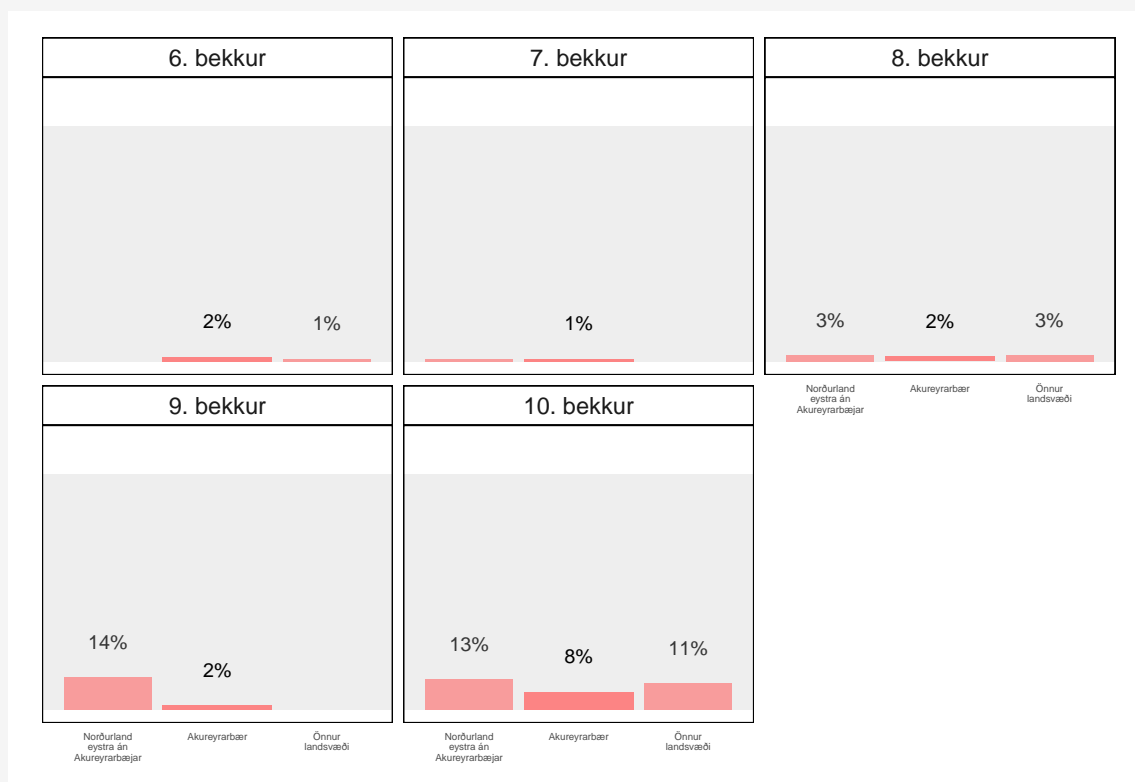 6. bekkur
7. bekkur
8. bekkur
2%
1%
1%
3%
2%
3%
Norðurland
eystra án
Akureyrarbæjar
Akureyrarbær
Önnur
landsvæði
9. bekkur
10. bekkur
14%
2%
13%
8%
11%
Norðurland
eystra án
Akureyrarbæjar
Akureyrarbær
Önnur
landsvæði
Norðurland
eystra án
Akureyrarbæjar
Akureyrarbær
Önnur
landsvæði